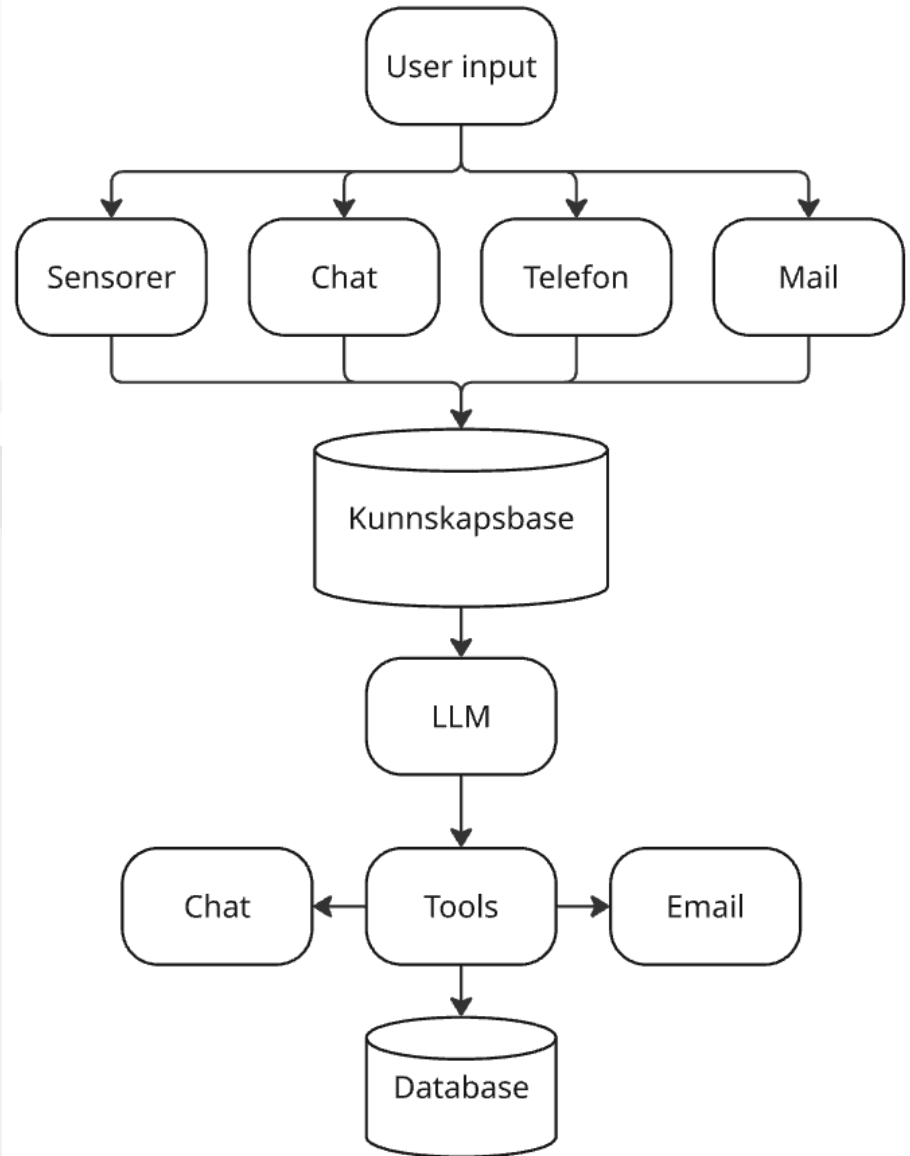 User input
Sensorer
Chat
Telefon
Mail
Kunnskapsbase
LLM
Chat
Tools
Email
Database